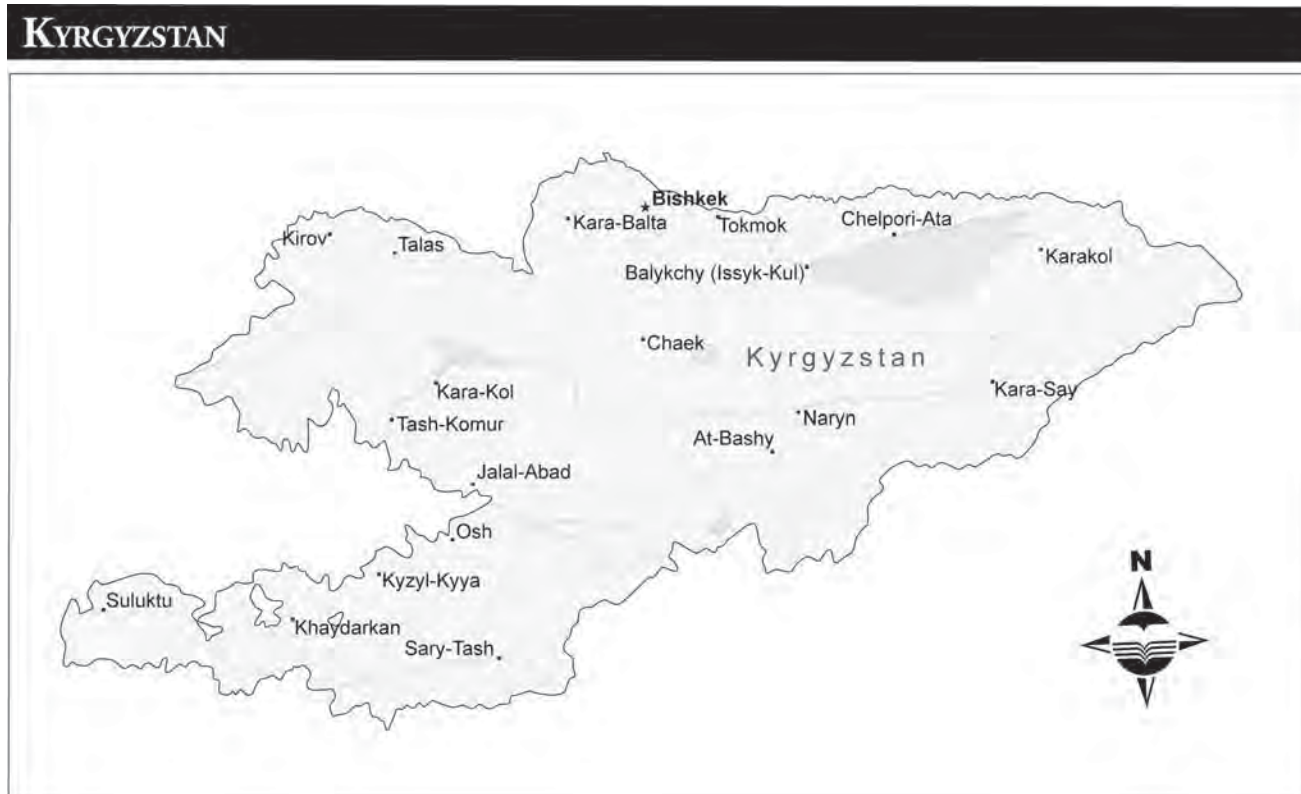 KYRGYZSTAN
Bishkek
Kara-Balta
Tokmok
Chelpori-Ata
Kirov
Talas
Karakol
Balykchy (Issyk-Kul)
Chaek
Kyrgyzstan
Kara-Kol
Kara-Say
Tash-Komur
Naryn
At-Bashy
Jalal-Abad
Osh
N
Kyzyl-Kyya
Suluktu
Khaydarkan
Sary-Tash